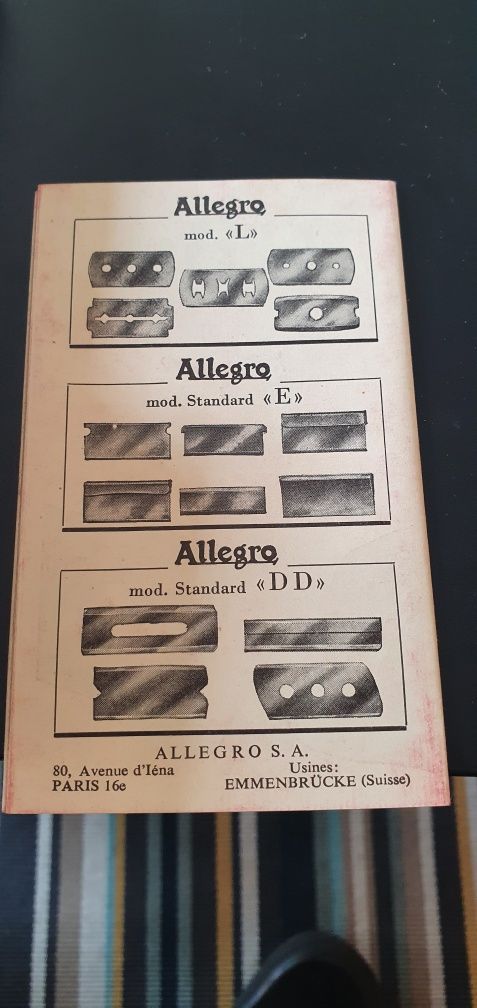 Allegro
mod. «L»
Allegro
mod. Standard «E»
Allegro
mod. Standard «DD»
ALLEGRO S. A.
80, Avenue d'Iéna
PARIS 16e
Usines:
EMMENBRÜCKE (Suisse)